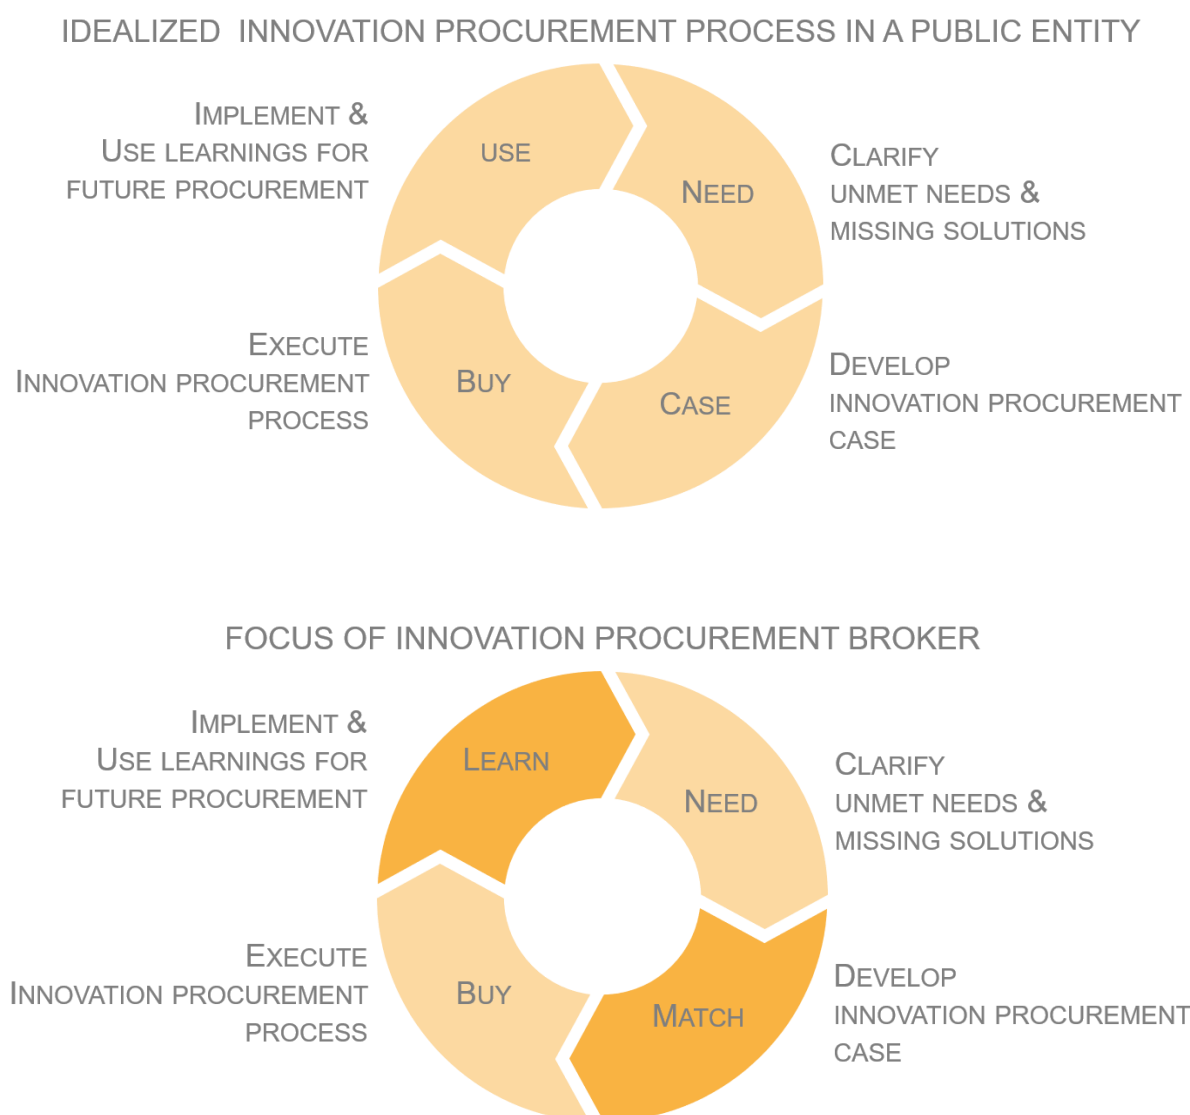 IDEALIZED INNOVATION PROCUREMENT PROCESS IN A PUBLIC ENTITY
IMPLEMENT &
USE LEARNINGS FOR
FUTURE PROCUREMENT
USE
NEED
CLARIFY
UNMET NEEDS &
MISSING SOLUTIONS
EXECUTE
INNOVATION PROCUREMENT
PROCESS
BUY
CASE
DEVELOP
INNOVATION PROCUREMENT
CASE
FOCUS OF INNOVATION PROCUREMENT BROKER
IMPLEMENT &
USE LEARNINGS FOR
FUTURE PROCUREMENT
LEARN
NEED
CLARIFY
UNMET NEEDS &
MISSING SOLUTIONS
EXECUTE
INNOVATION PROCUREMENT
PROCESS
BUY
MATCH
DEVELOP
INNOVATION PROCUREMENT
CASE